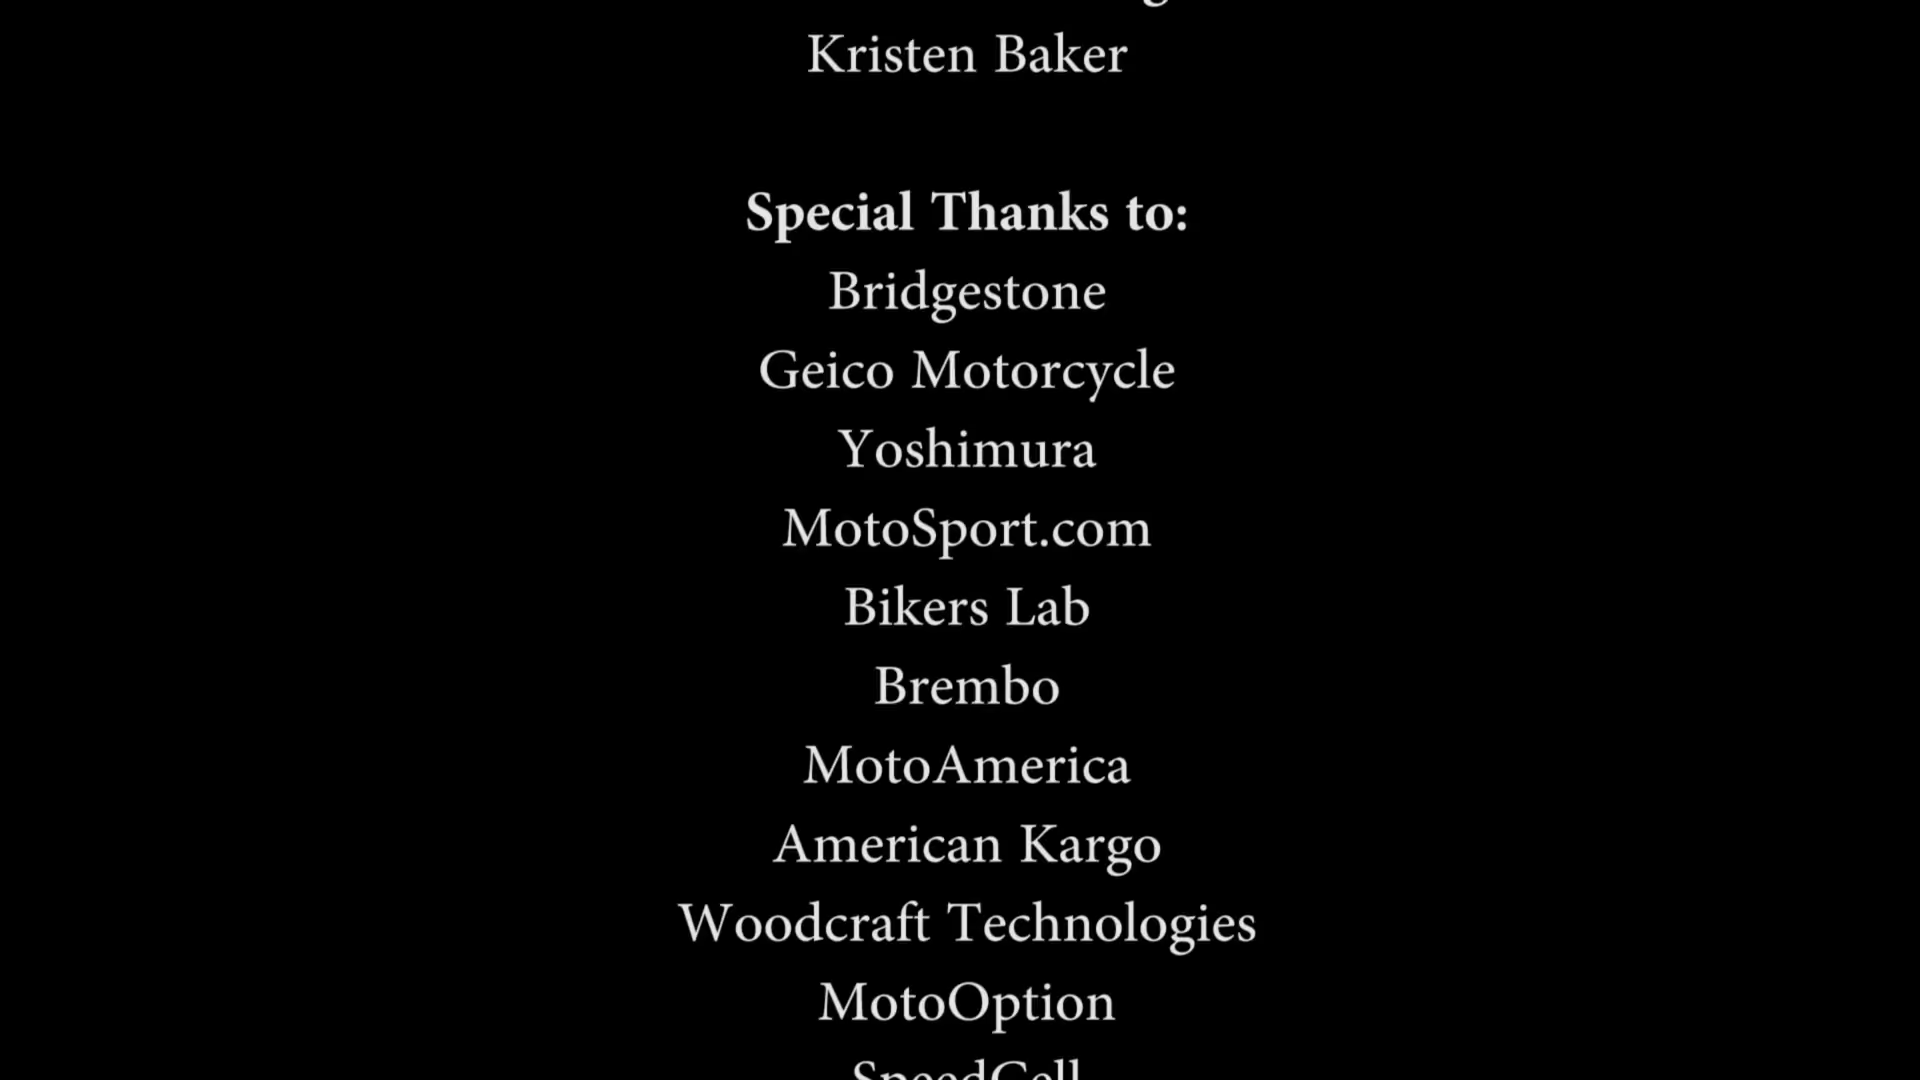 Kristen Baker
Special Thanks to:
Bridgestone
Geico Motorcycle
Yoshimura
MotoSport.com
Bikers Lab
Brembo
MotoAmerica
American Kargo
Woodcraft Technologies
MotoOption
SpeedCell